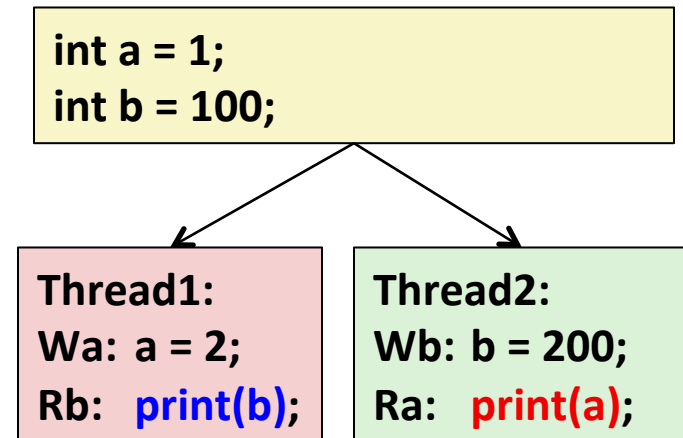 int a = 1;
int b = 100;
Thread1:
Wa: a = 2;
Rb: print(b);
Thread2:
Wb: b = 200;
Ra: print(a);